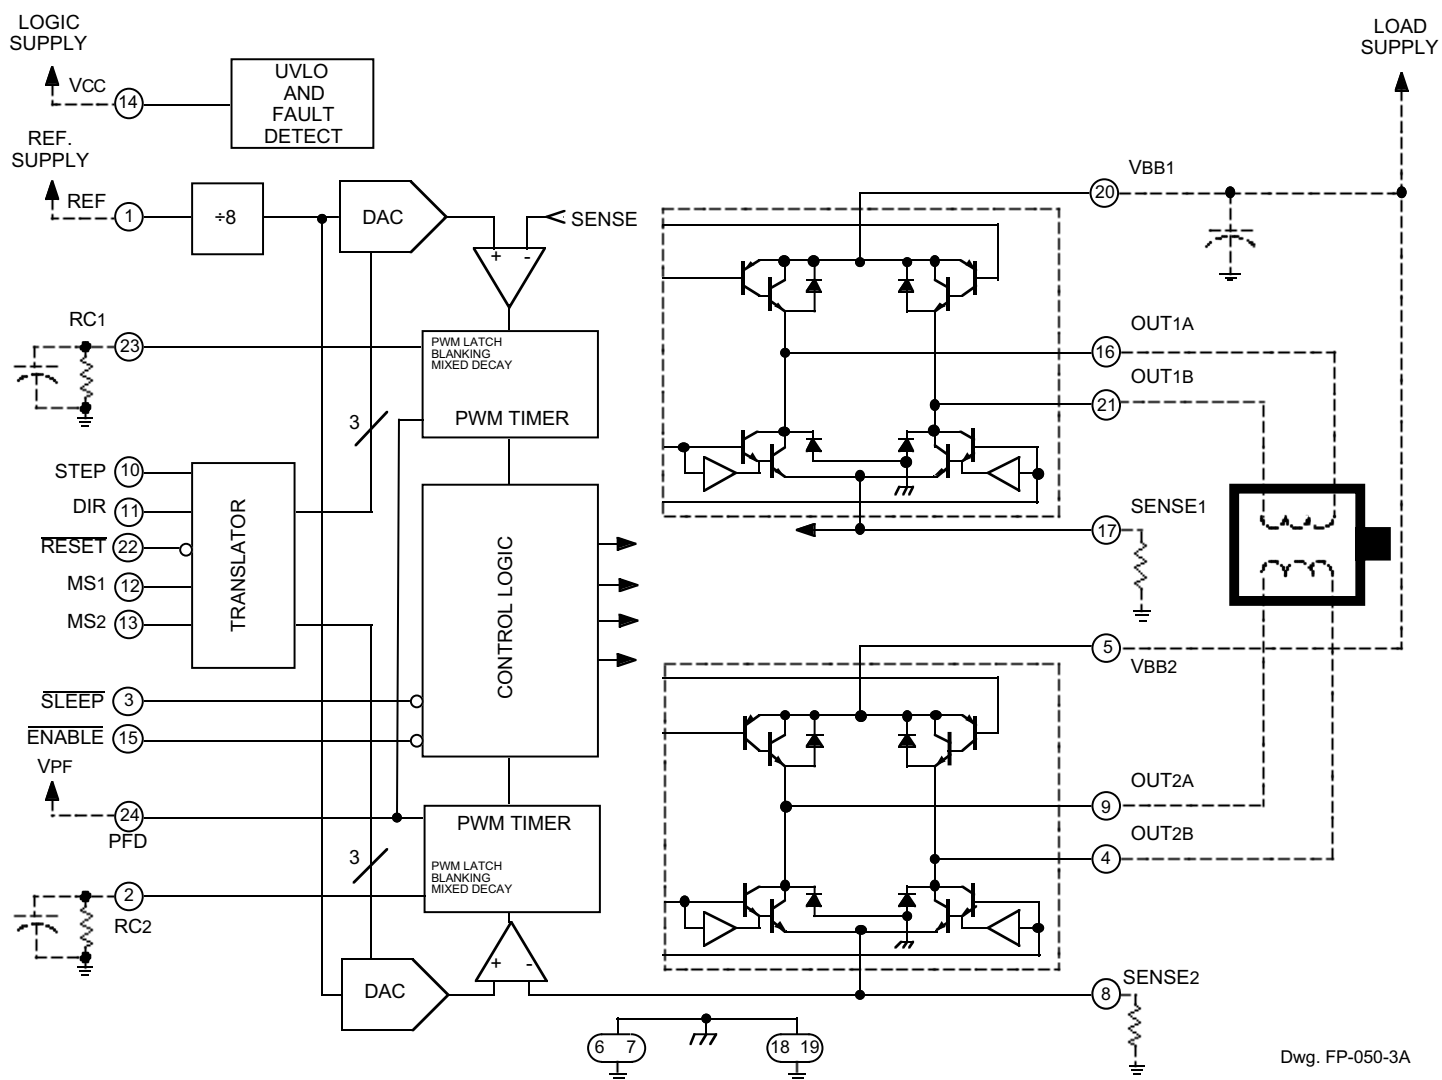 LOGIC
SUPPLY
LOAD
SUPPLY
VCC
14
UVLO
AND
FAULT
DETECT
REF.
SUPPLY
REF
1
÷8
DAC
SENSE
+ -
20
VBB1
RC1
23
PWM LATCH
BLANKING
MIXED DECAY
PWM TIMER
3
OUT1A
16
OUT1B
21
STEP 10
DIR 11
RESET 22
MS1 12
MS2 13
TRANSLATOR
CONTROL LOGIC
SENSE1
17
SLEEP 3
ENABLE 15
5
VBB2
VPF
24
PFD
PWM TIMER
PWM LATCH
BLANKING
MIXED DECAY
3
OUT2A
9
OUT2B
4
2
RC2
DAC
+ -
SENSE2
8
6 7
18 19
Dwg. FP-050-3A